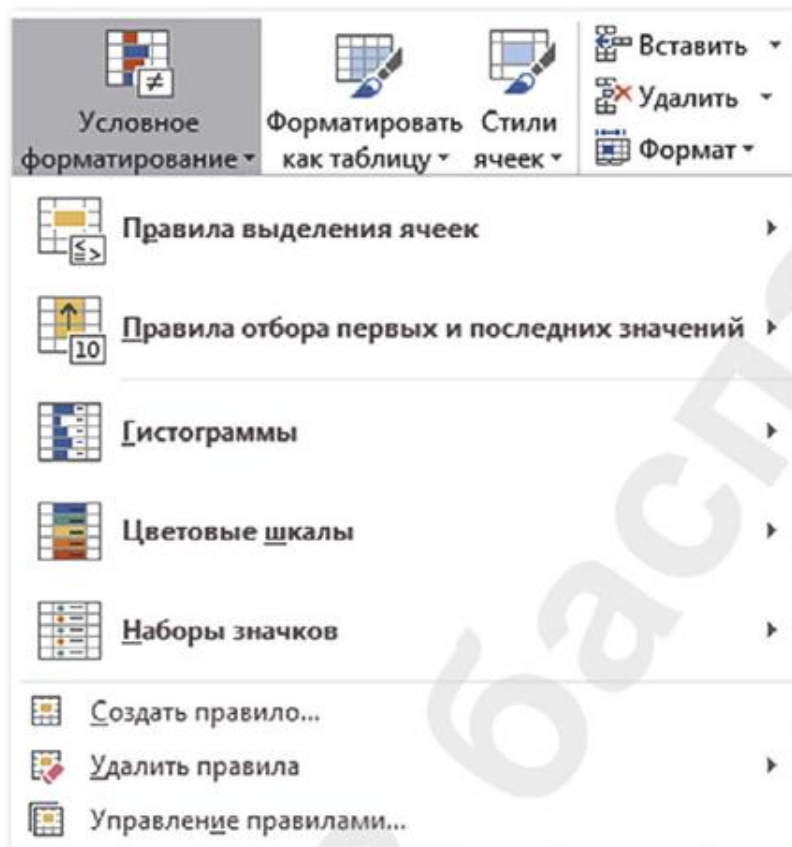 Условное форматирование
Форматировать как таблицу
Стили ячеек
Вставить
Удалить
Формат
Правила выделения ячеек
Правила отбора первых и последних значений
10
Гистограммы
Цветовые шкалы
Наборы значков
Создать правило...
Удалить правила
Управление правилами...